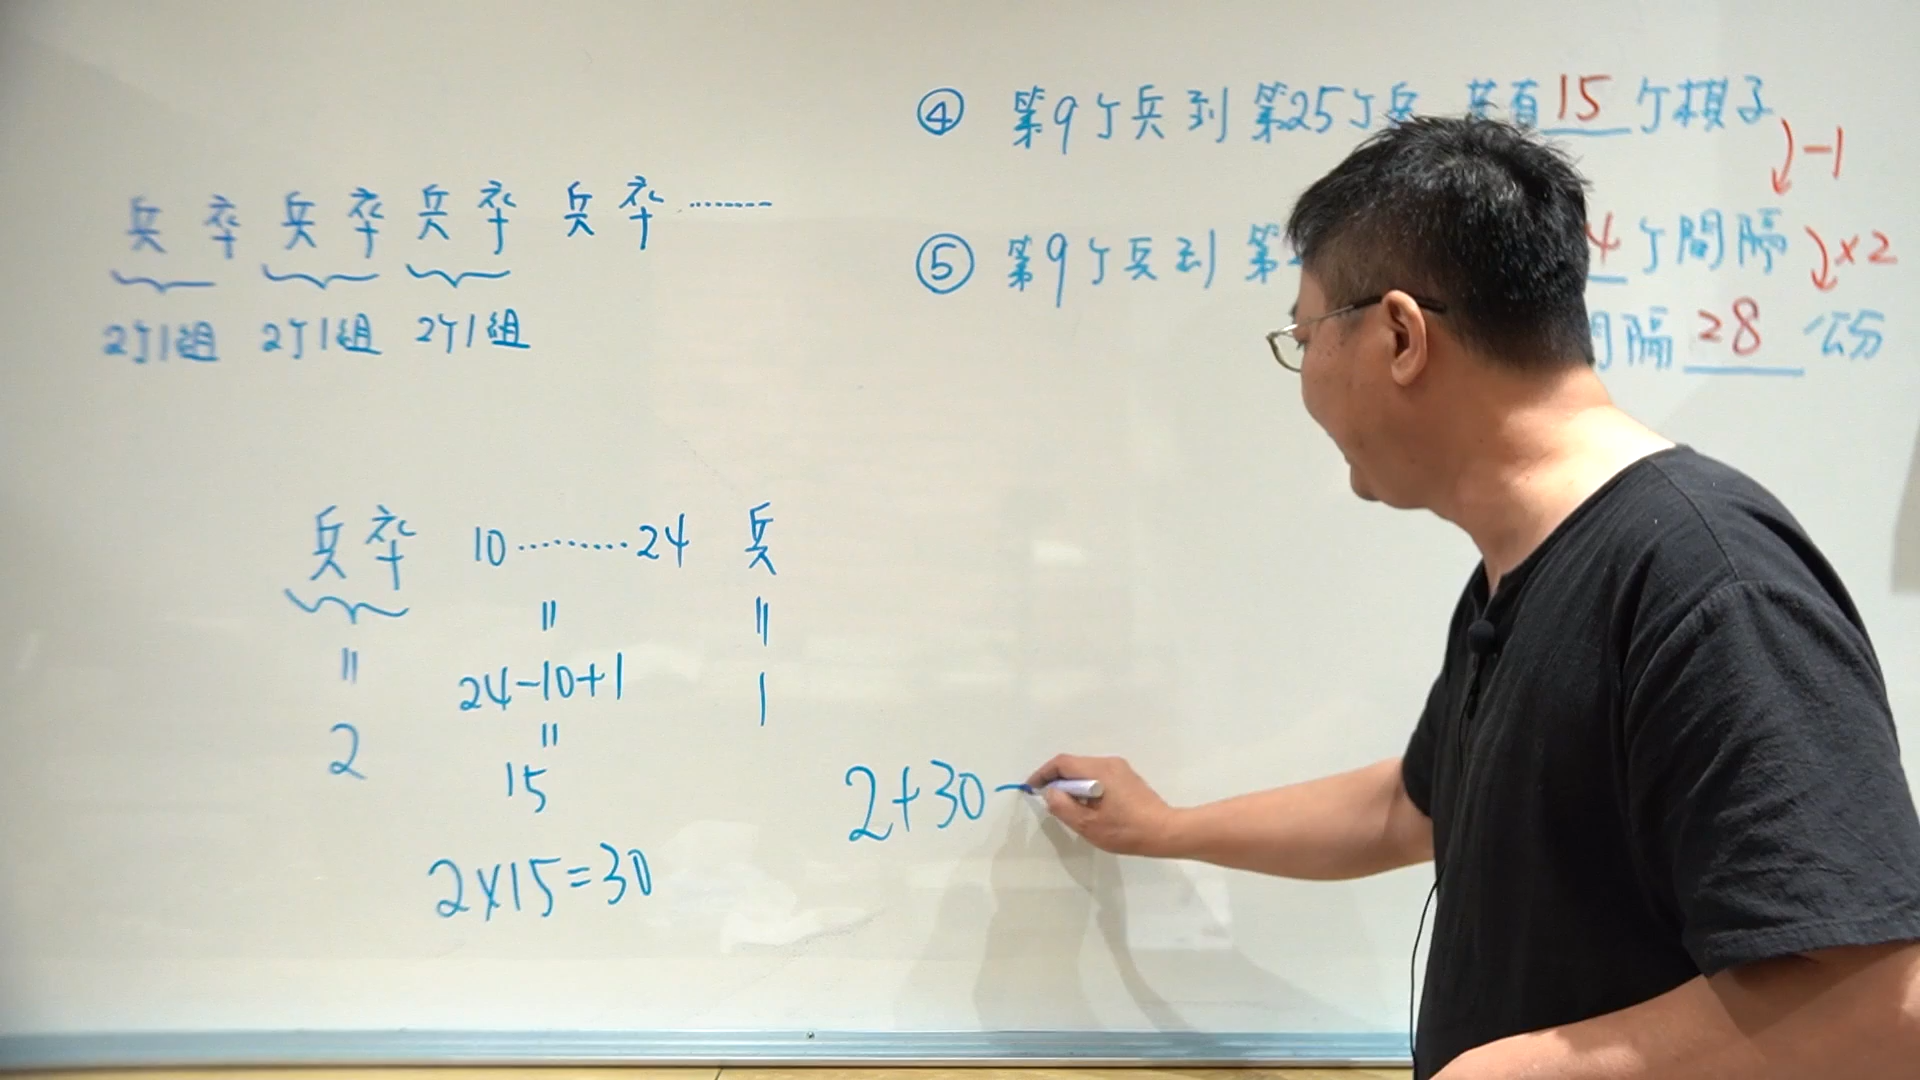 ④ 第9个兵到第25个兵 共有15个棋子
-1
⑤ 第9个兵到第 4个間隔
×2
間隔 28 公分
兵 卒 兵 卒 兵 卒 兵 卒 ………
2个1組 2个1組 2个1組
兵卒 10………24 兵
= = 
= 24-10+1 1
2 =
15
2×15=30
2+30-